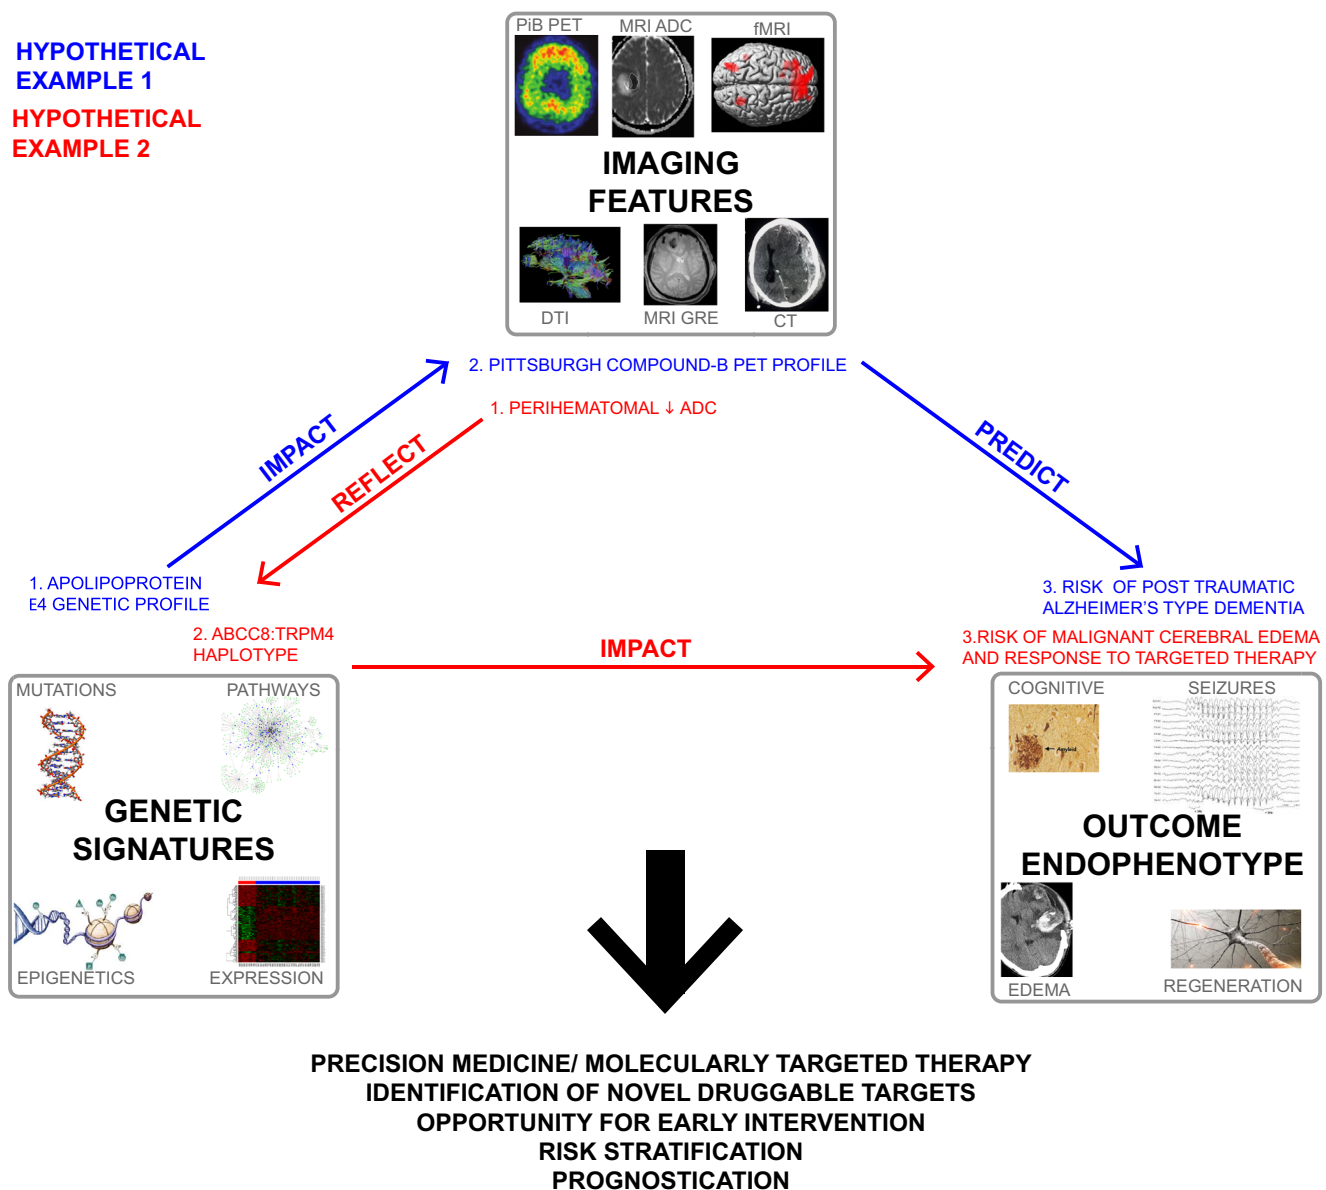 HYPOTHETICAL
EXAMPLE 1
HYPOTHETICAL
EXAMPLE 2
PiB PET
MRI ADC
fMRI
IMAGING
FEATURES
DTI
MRI GRE
CT
2. PITTSBURGH COMPOUND-B PET PROFILE
1. PERIHEMATOMAL ↓ ADC
IMPACT
REFLECT
PREDICT
1. APOLIPOPROTEIN
E4 GENETIC PROFILE
2. ABCC8:TRPM4
HAPLOTYPE
IMPACT
3. RISK OF POST TRAUMATIC
ALZHEIMER'S TYPE DEMENTIA
3.RISK OF MALIGNANT CEREBRAL EDEMA
AND RESPONSE TO TARGETED THERAPY
MUTATIONS
PATHWAYS
GENETIC
SIGNATURES
EPIGENETICS
EXPRESSION
COGNITIVE
SEIZURES
Amyloid
OUTCOME
ENDOPHENOTYPE
EDEMA
REGENERATION
PRECISION MEDICINE/ MOLECULARLY TARGETED THERAPY
IDENTIFICATION OF NOVEL DRUGGABLE TARGETS
OPPORTUNITY FOR EARLY INTERVENTION
RISK STRATIFICATION
PROGNOSTICATION